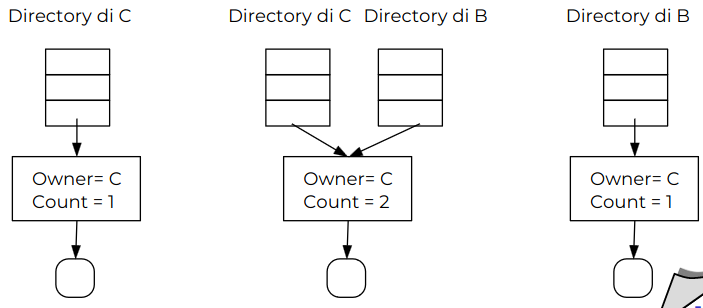 Directory di C
Directory di C
Directory di B
Directory di B
Owner= C
Count = 1
Owner= C
Count = 2
Owner= C
Count = 1